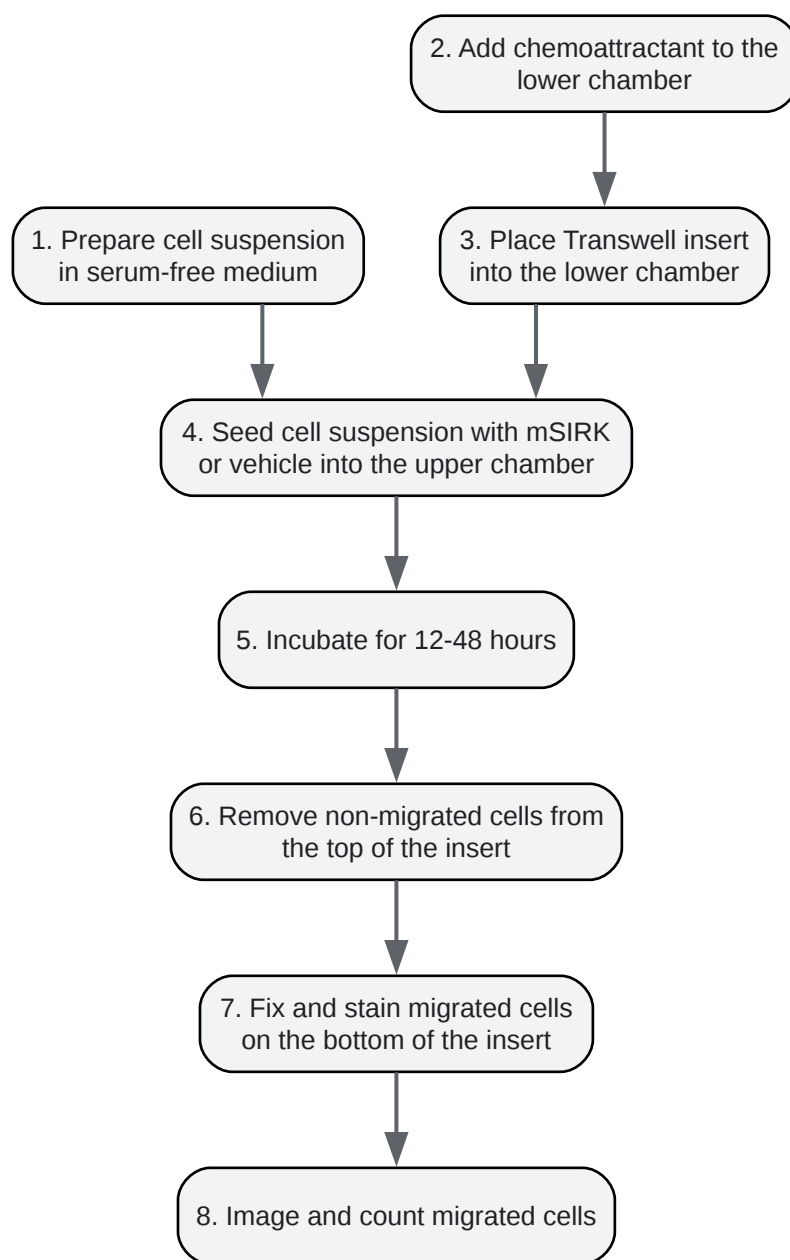 2. Add chemoattractant to the
lower chamber
1. Prepare cell suspension
in serum-free medium
3. Place Transwell insert
into the lower chamber
4. Seed cell suspension with mSIRK
or vehicle into the upper chamber
5. Incubate for 12-48 hours
6. Remove non-migrated cells from
the top of the insert
7. Fix and stain migrated cells
on the bottom of the insert
8. Image and count migrated cells